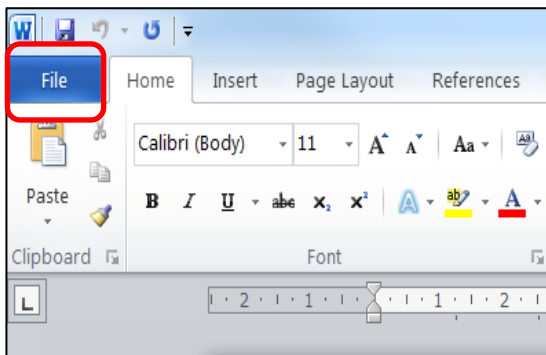 W
File Home Insert Page Layout References
Calibri (Body) 11 A A Aa Aa
Paste B I U abc X₂ X² A ab A
Clipboard Font
L 2 1 1 2